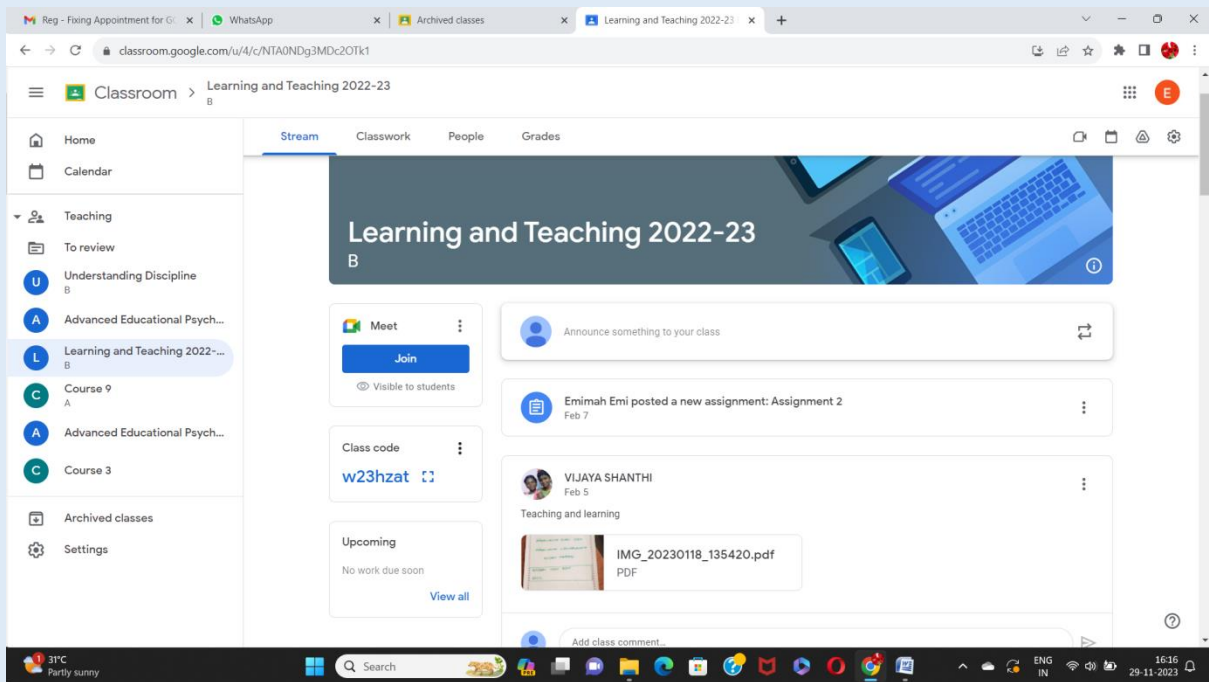 Reg - Fixing Appointment for G
WhatsApp
Archived classes
Learning and Teaching 2022-23
classroom.google.com/u/4/c/NTA0NDg3MDc2OTk1
Classroom > Learning and Teaching 2022-23
B
E
Home
Calendar
Teaching
To review
U
Understanding Discipline
B
A
Advanced Educational Psych...
L
Learning and Teaching 2022-...
B
C
Course 9
A
A
Advanced Educational Psych...
C
Course 3
Archived classes
Settings
Stream Classwork People Grades
Learning and Teaching 2022-23
B
Meet
Join
Visible to students
Class code
w23hzat
Upcoming
No work due soon
View all
Announce something to your class
Emimah Emi posted a new assignment: Assignment 2
Feb 7
VIJAYA SHANTHI
Feb 5
Teaching and learning
IMG_20230118_135420.pdf
PDF
Add class comment...
1
31°C
Partly sunny
Search
ENG
IN
16:16
29-11-2023